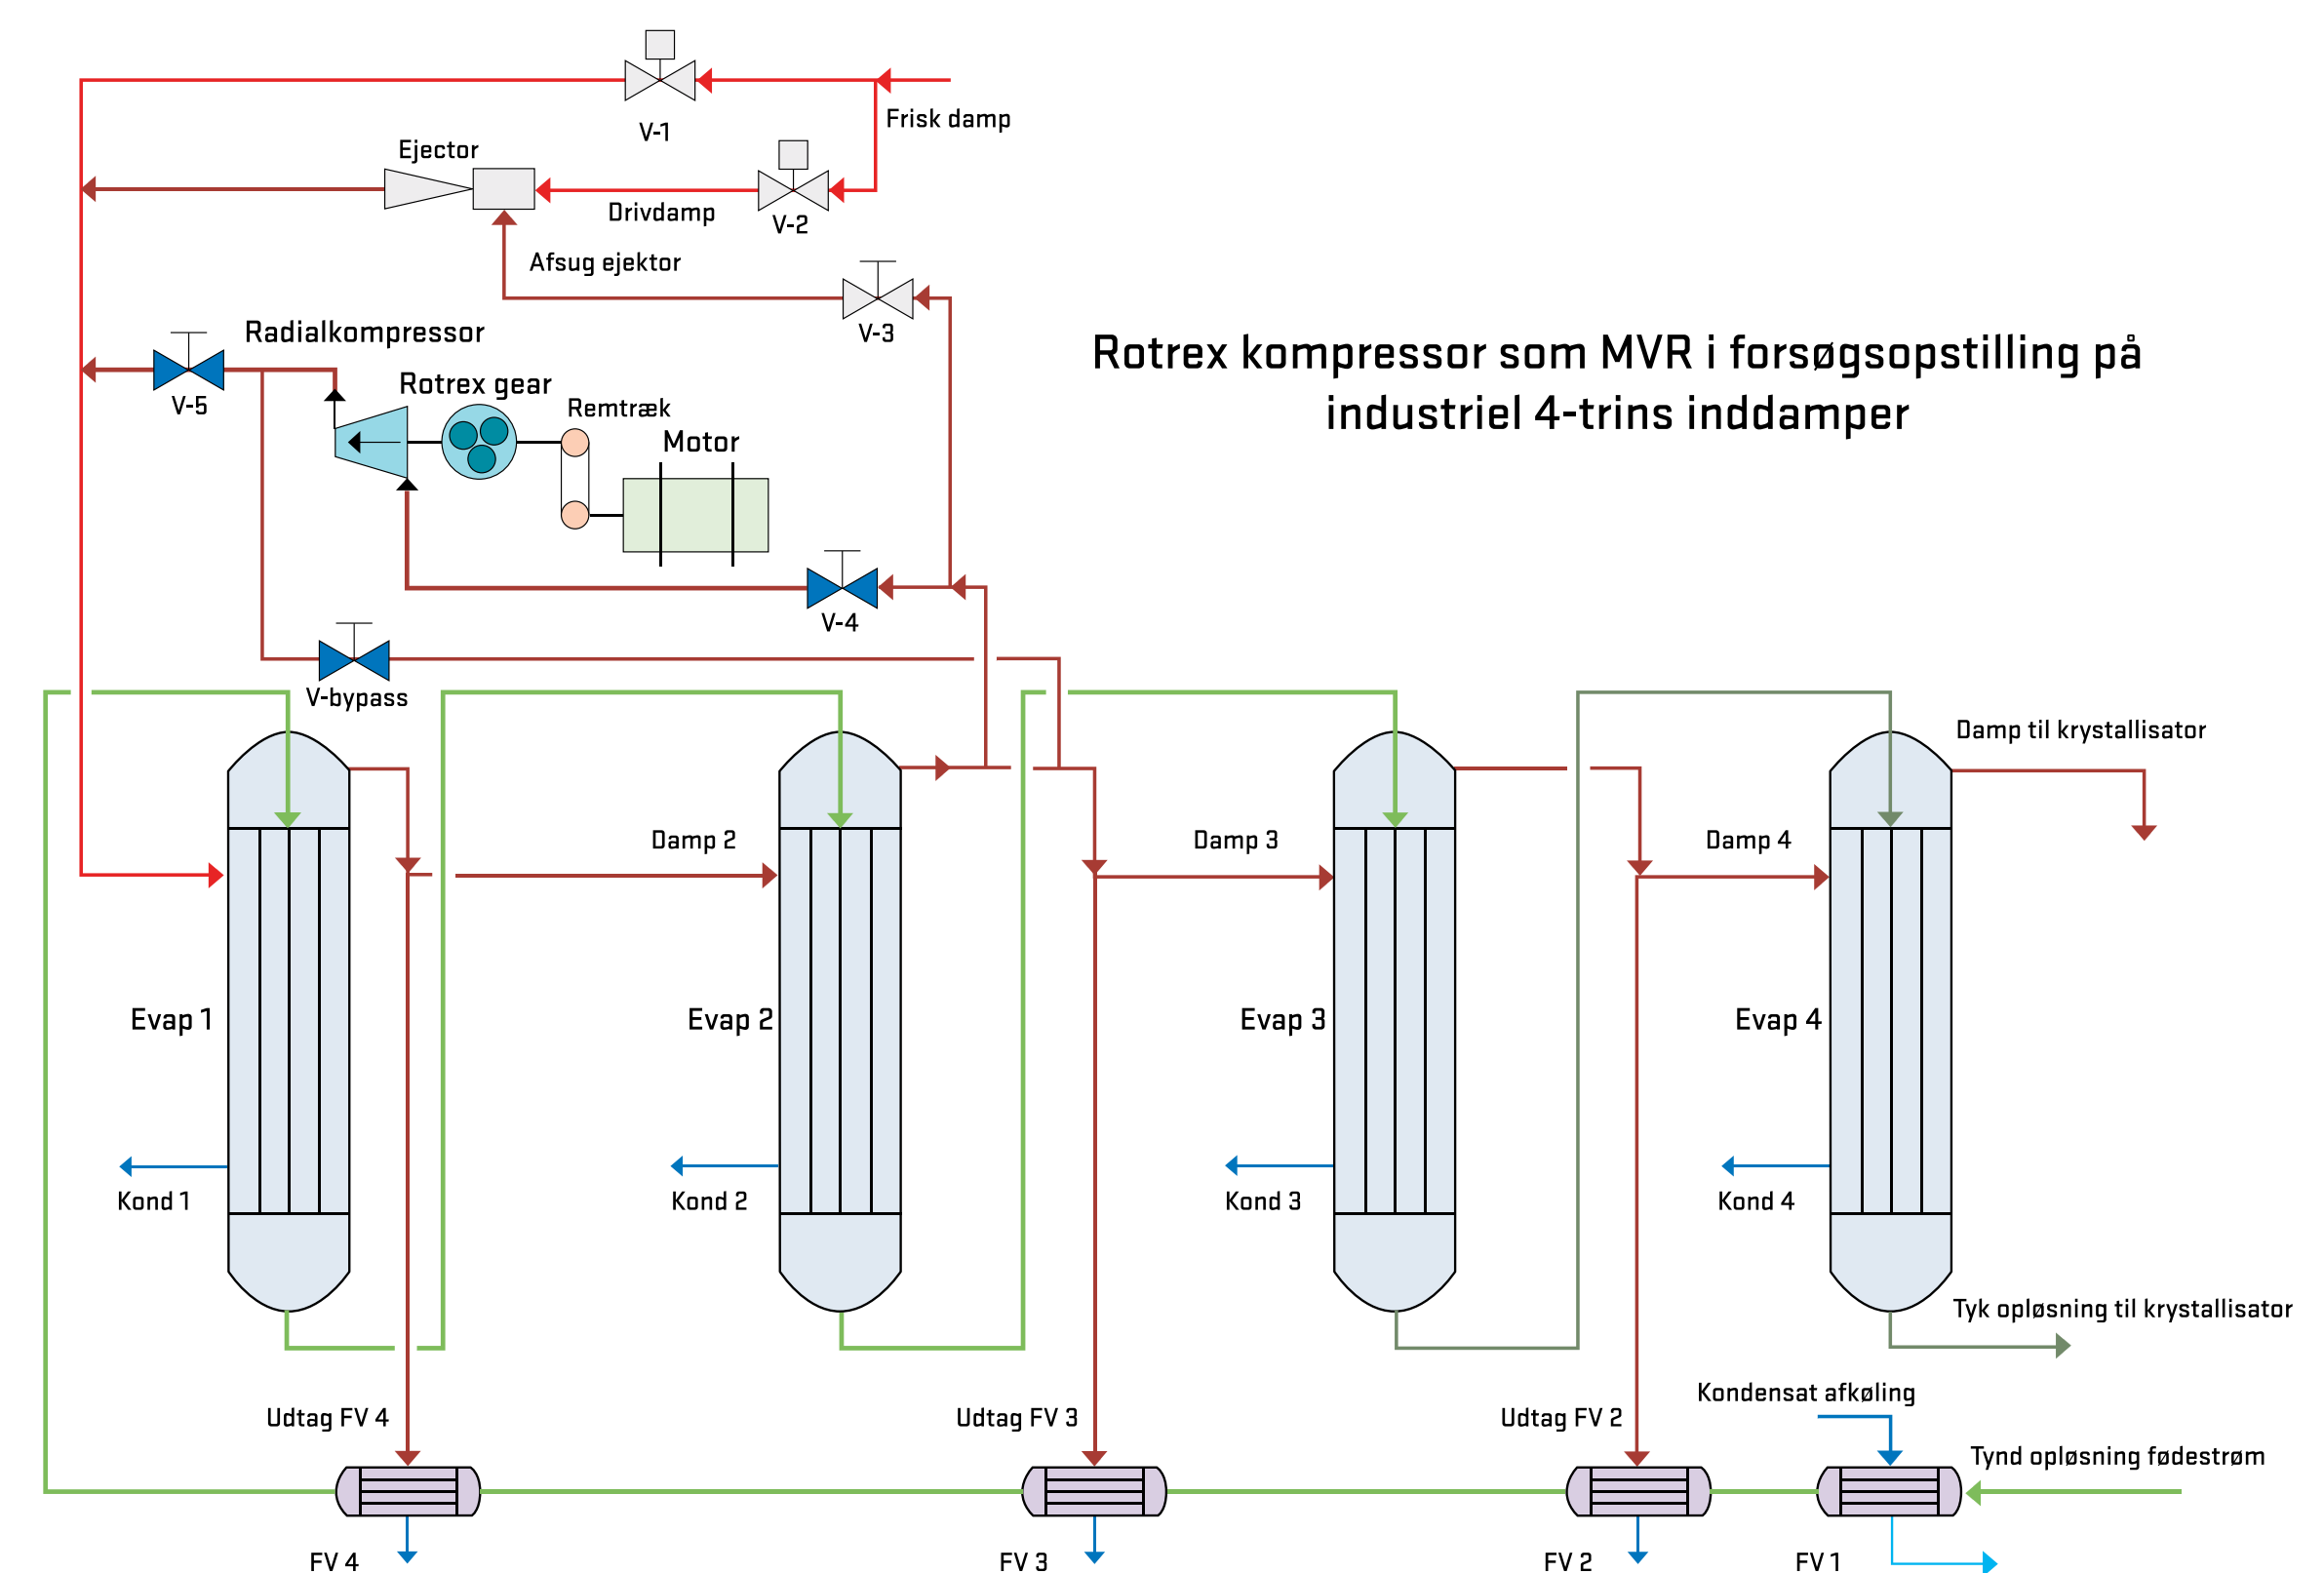 V-1
Frisk damp
Ejector
Drivdamp
V-2
Afsug ejektor
V-3
Radialkompressor
V-5
Rotrex gear
Remtræk
Motor
Rotrex kompressor som MVR i forsøgsopstilling på
industriel 4-trins inddamper
V-4
V-bypass
Damp til krystallisator
Damp 2
Damp 3
Damp 4
Evap 1
Evap 2
Evap 3
Evap 4
Kond 1
Kond 2
Kond 3
Kond 4
Tyk opløsning til krystallisator
Kondensat afkøling
Udtag FV 4
Udtag FV 3
Udtag FV 2
Tynd opløsning fødestrøm
FV 4
FV 3
FV 2
FV 1